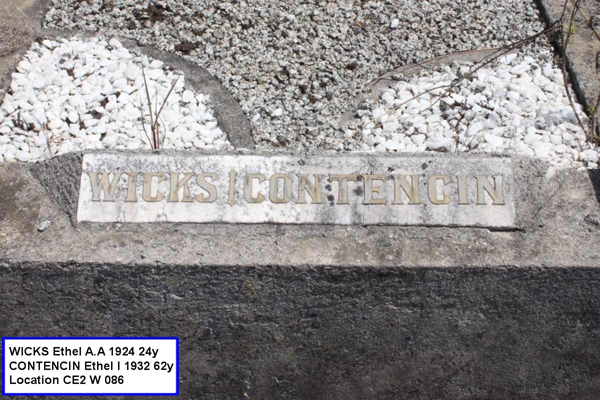 WICKS CONTENCIN
WICKS Ethel A.A 1924 24y
CONTENCIN Ethel I 1932 62y
Location CE2 W 086